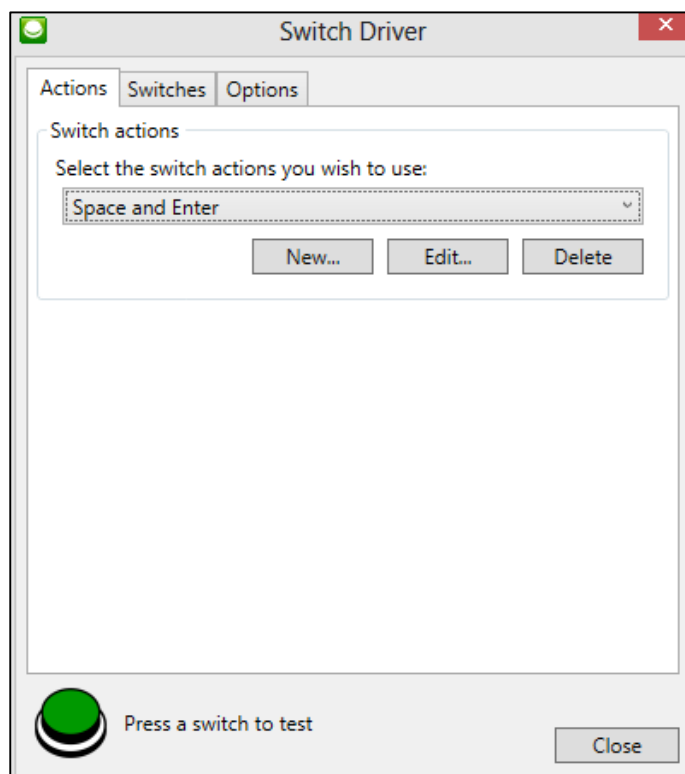 Switch Driver
Actions Switches Options
Switch actions
Select the switch actions you wish to use:
Space and Enter
New... Edit... Delete
Press a switch to test
Close